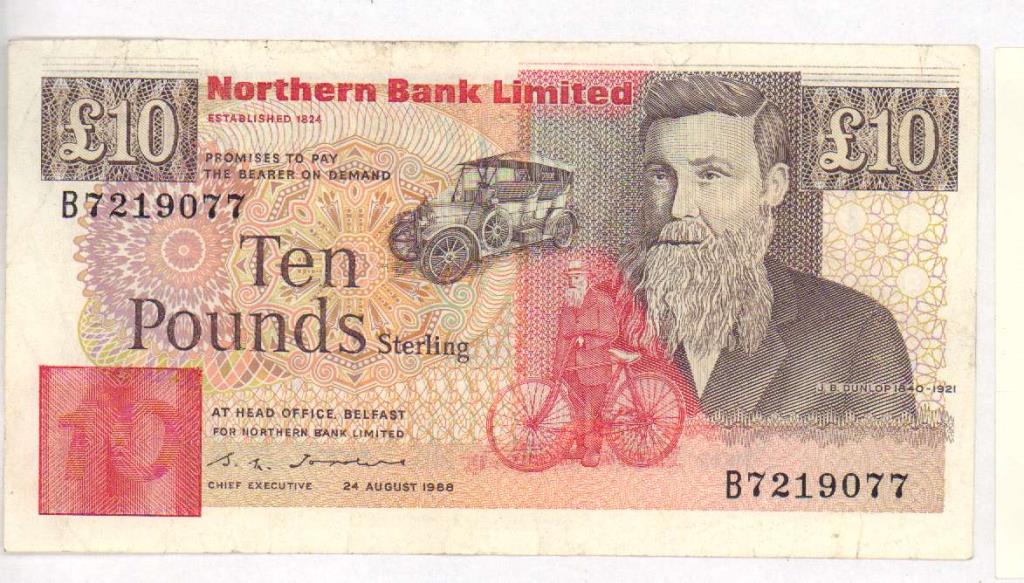 Northern Bank Limited
ESTABLISHED 1824
£10
£10
PROMISES TO PAY
THE BEARER ON DEMAND
B7219077
Ten
Pounds Sterling
J. B. DUNLOP 1840-1921
10
AT HEAD OFFICE, BELFAST
FOR NORTHERN BANK LIMITED
CHIEF EXECUTIVE 24 AUGUST 1988
B7219077